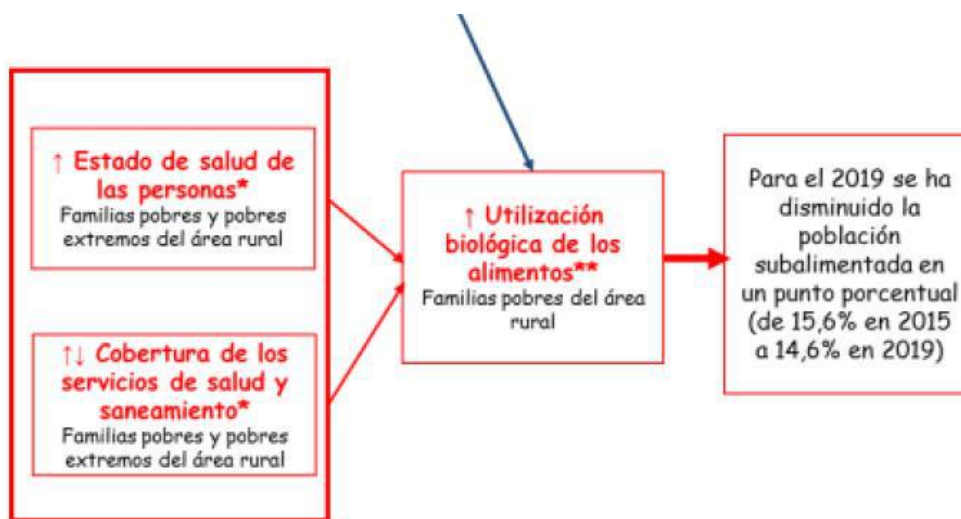 ↑ Estado de salud de
las personas*
Familias pobres y pobres
extremos del área rural
↑↓ Cobertura de los
servicios de salud y
saneamiento*
Familias pobres y pobres
extremos del área rural
↑ Utilización
biológica de los
alimentos**
Familias pobres del área
rural
Para el 2019 se ha
disminuido la
población
subalimentada en
un punto porcentual
(de 15,6% en 2015
a 14,6% en 2019)